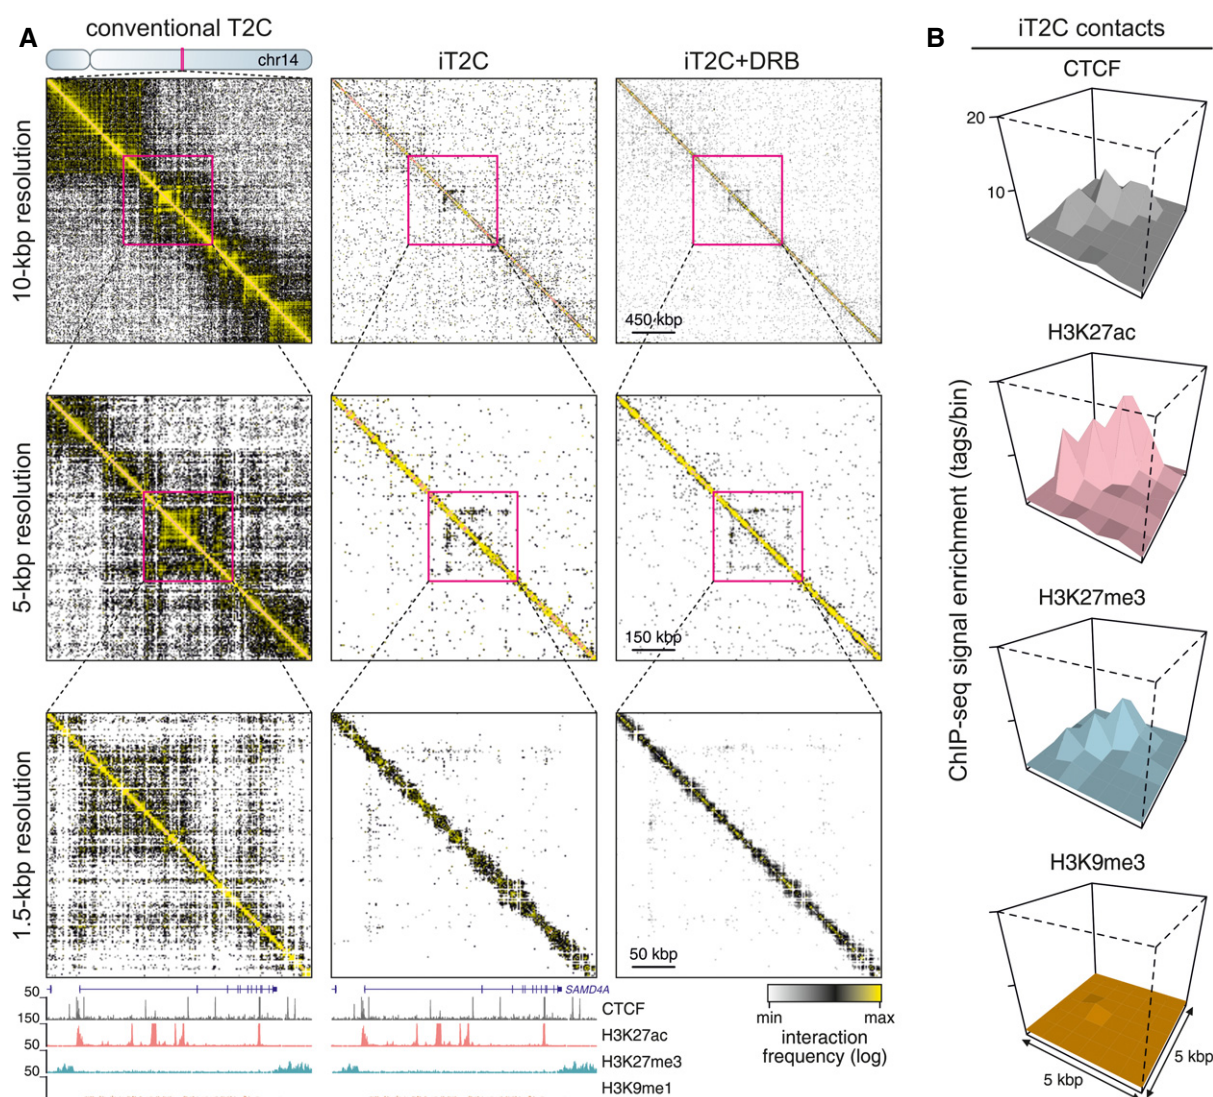 A
conventional T2C
chr14
iT2C
iT2C+DRB
10-kbp resolution
450 kbp
5-kbp resolution
150 kbp
1.5-kbp resolution
50 kbp
SAMD4A
50
CTCF
150
H3K27ac
50
H3K27me3
50
H3K9me1
min
max
interaction
frequency (log)
B
iT2C contacts
CTCF
20
10
H3K27ac
ChIP-seq signal enrichment (tags/bin)
H3K27me3
H3K9me3
5 kbp
5 kbp